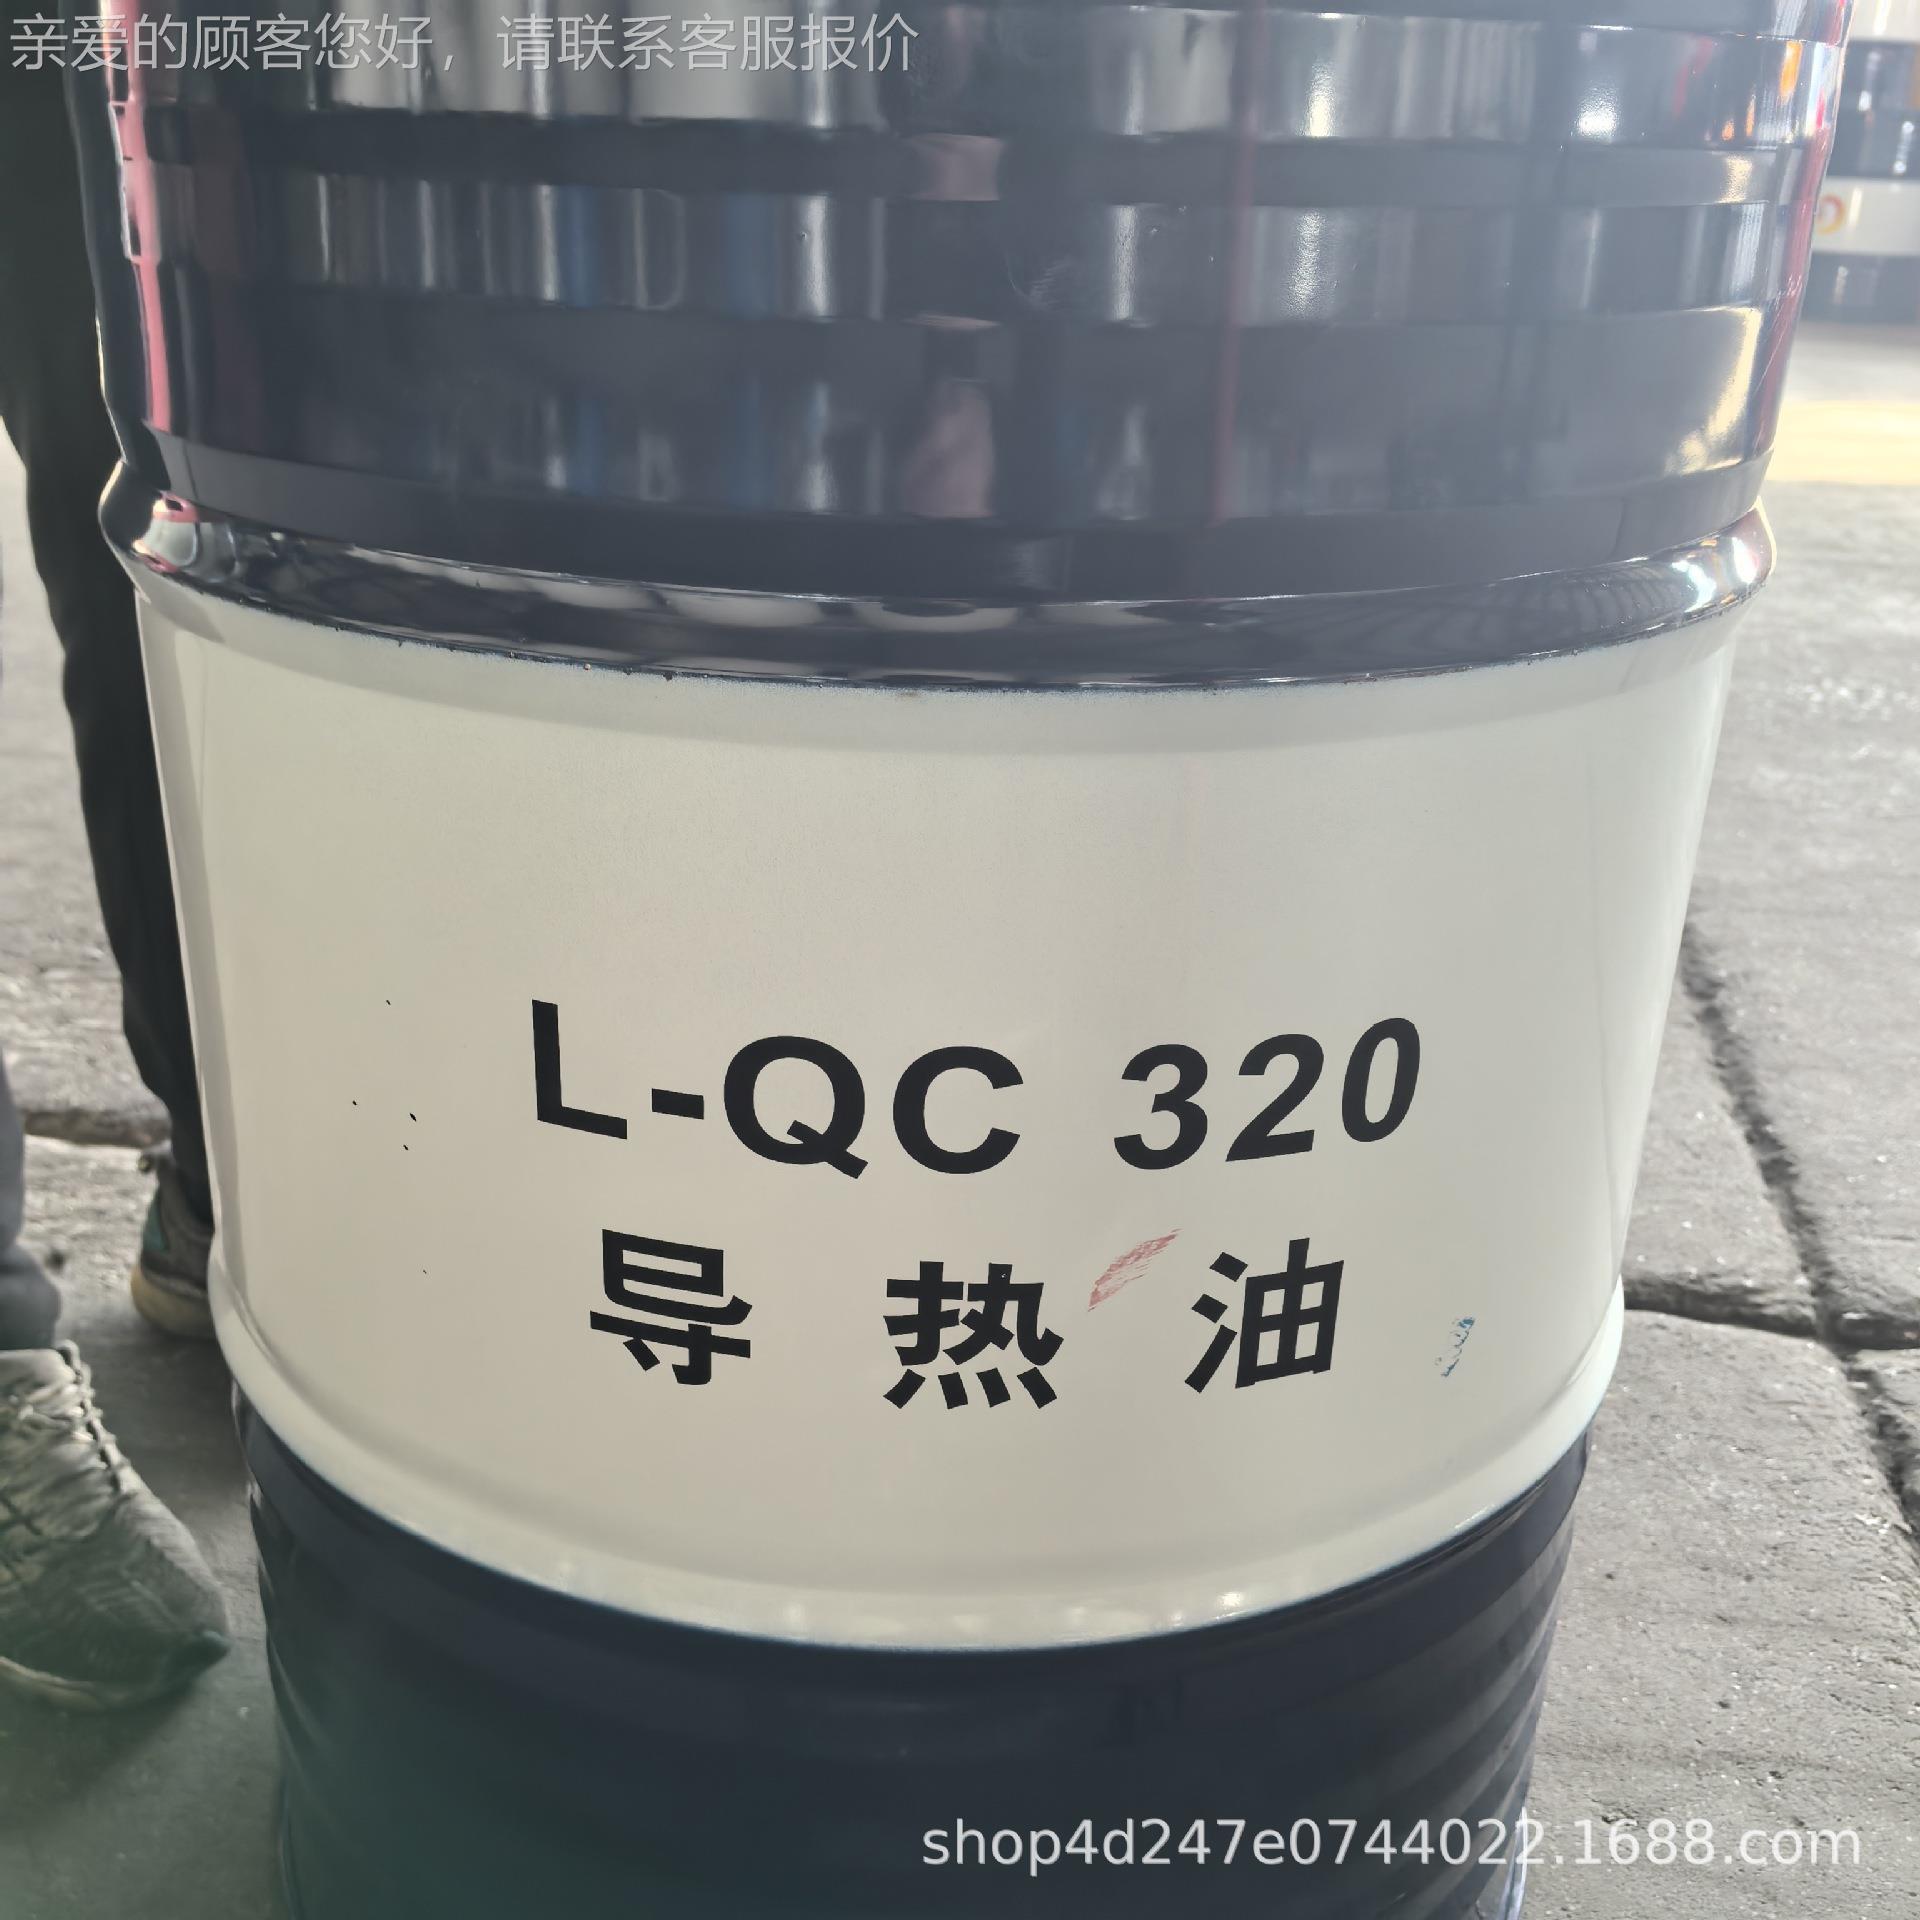 亲爱的顾客您好，请联系客服报价
L-QC 320
导热油
shop4d247e0744022.1688.com